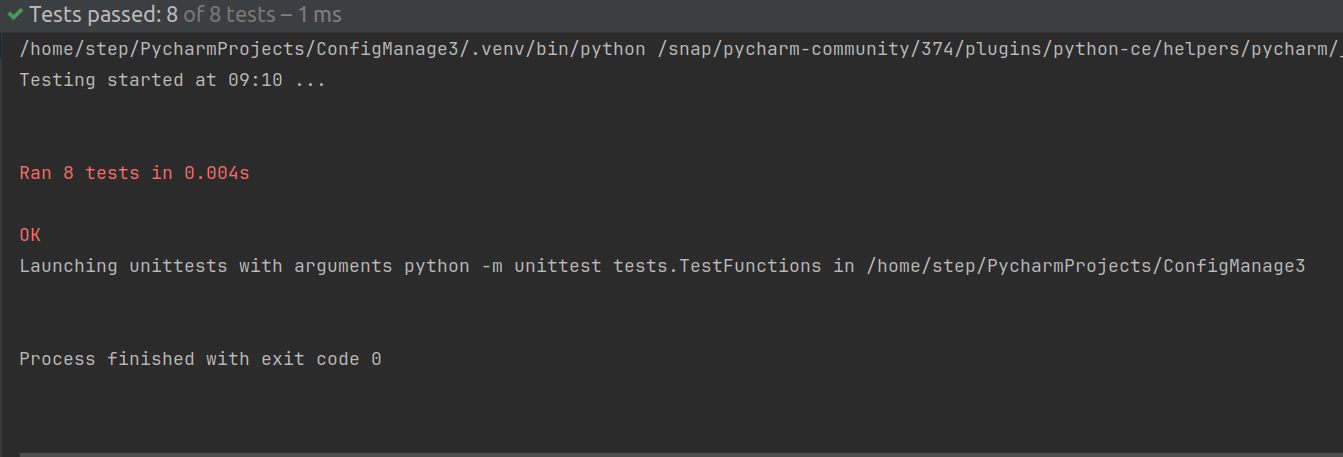 Tests passed: 8 of 8 tests – 1 ms
/home/step/PycharmProjects/ConfigManage3/.venv/bin/python /snap/pycharm-community/374/plugins/python-ce/helpers/pycharm/_
Testing started at 09:10 ...
Ran 8 tests in 0.004s
OK
Launching unittests with arguments python -m unittest tests.TestFunctions in /home/step/PycharmProjects/ConfigManage3
Process finished with exit code 0